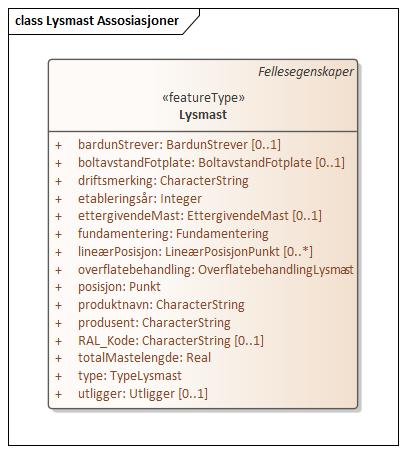 class Lysmast Assosiasjoner
Fellesegenskaper
«featureType»
Lysmast
+ bardunStrever: BardunStrever [0..1]
+ boltavstandFotplate: BoltavstandFotplate [0..1]
+ driftsmerking: CharacterString
+ etableringsår: Integer
+ ettergivendeMast: EttergivendeMast [0..1]
+ fundamentering: Fundamentering
+ lineærPosisjon: LineærPosisjonPunkt [0..*]
+ overflatebehandling: OverflatebehandlingLysmast
+ posisjon: Punkt
+ produktnavn: CharacterString
+ produsent: CharacterString
+ RAL_Kode: CharacterString [0..1]
+ totalMastelengde: Real
+ type: TypeLysmast
+ utligger: Utligger [0..1]